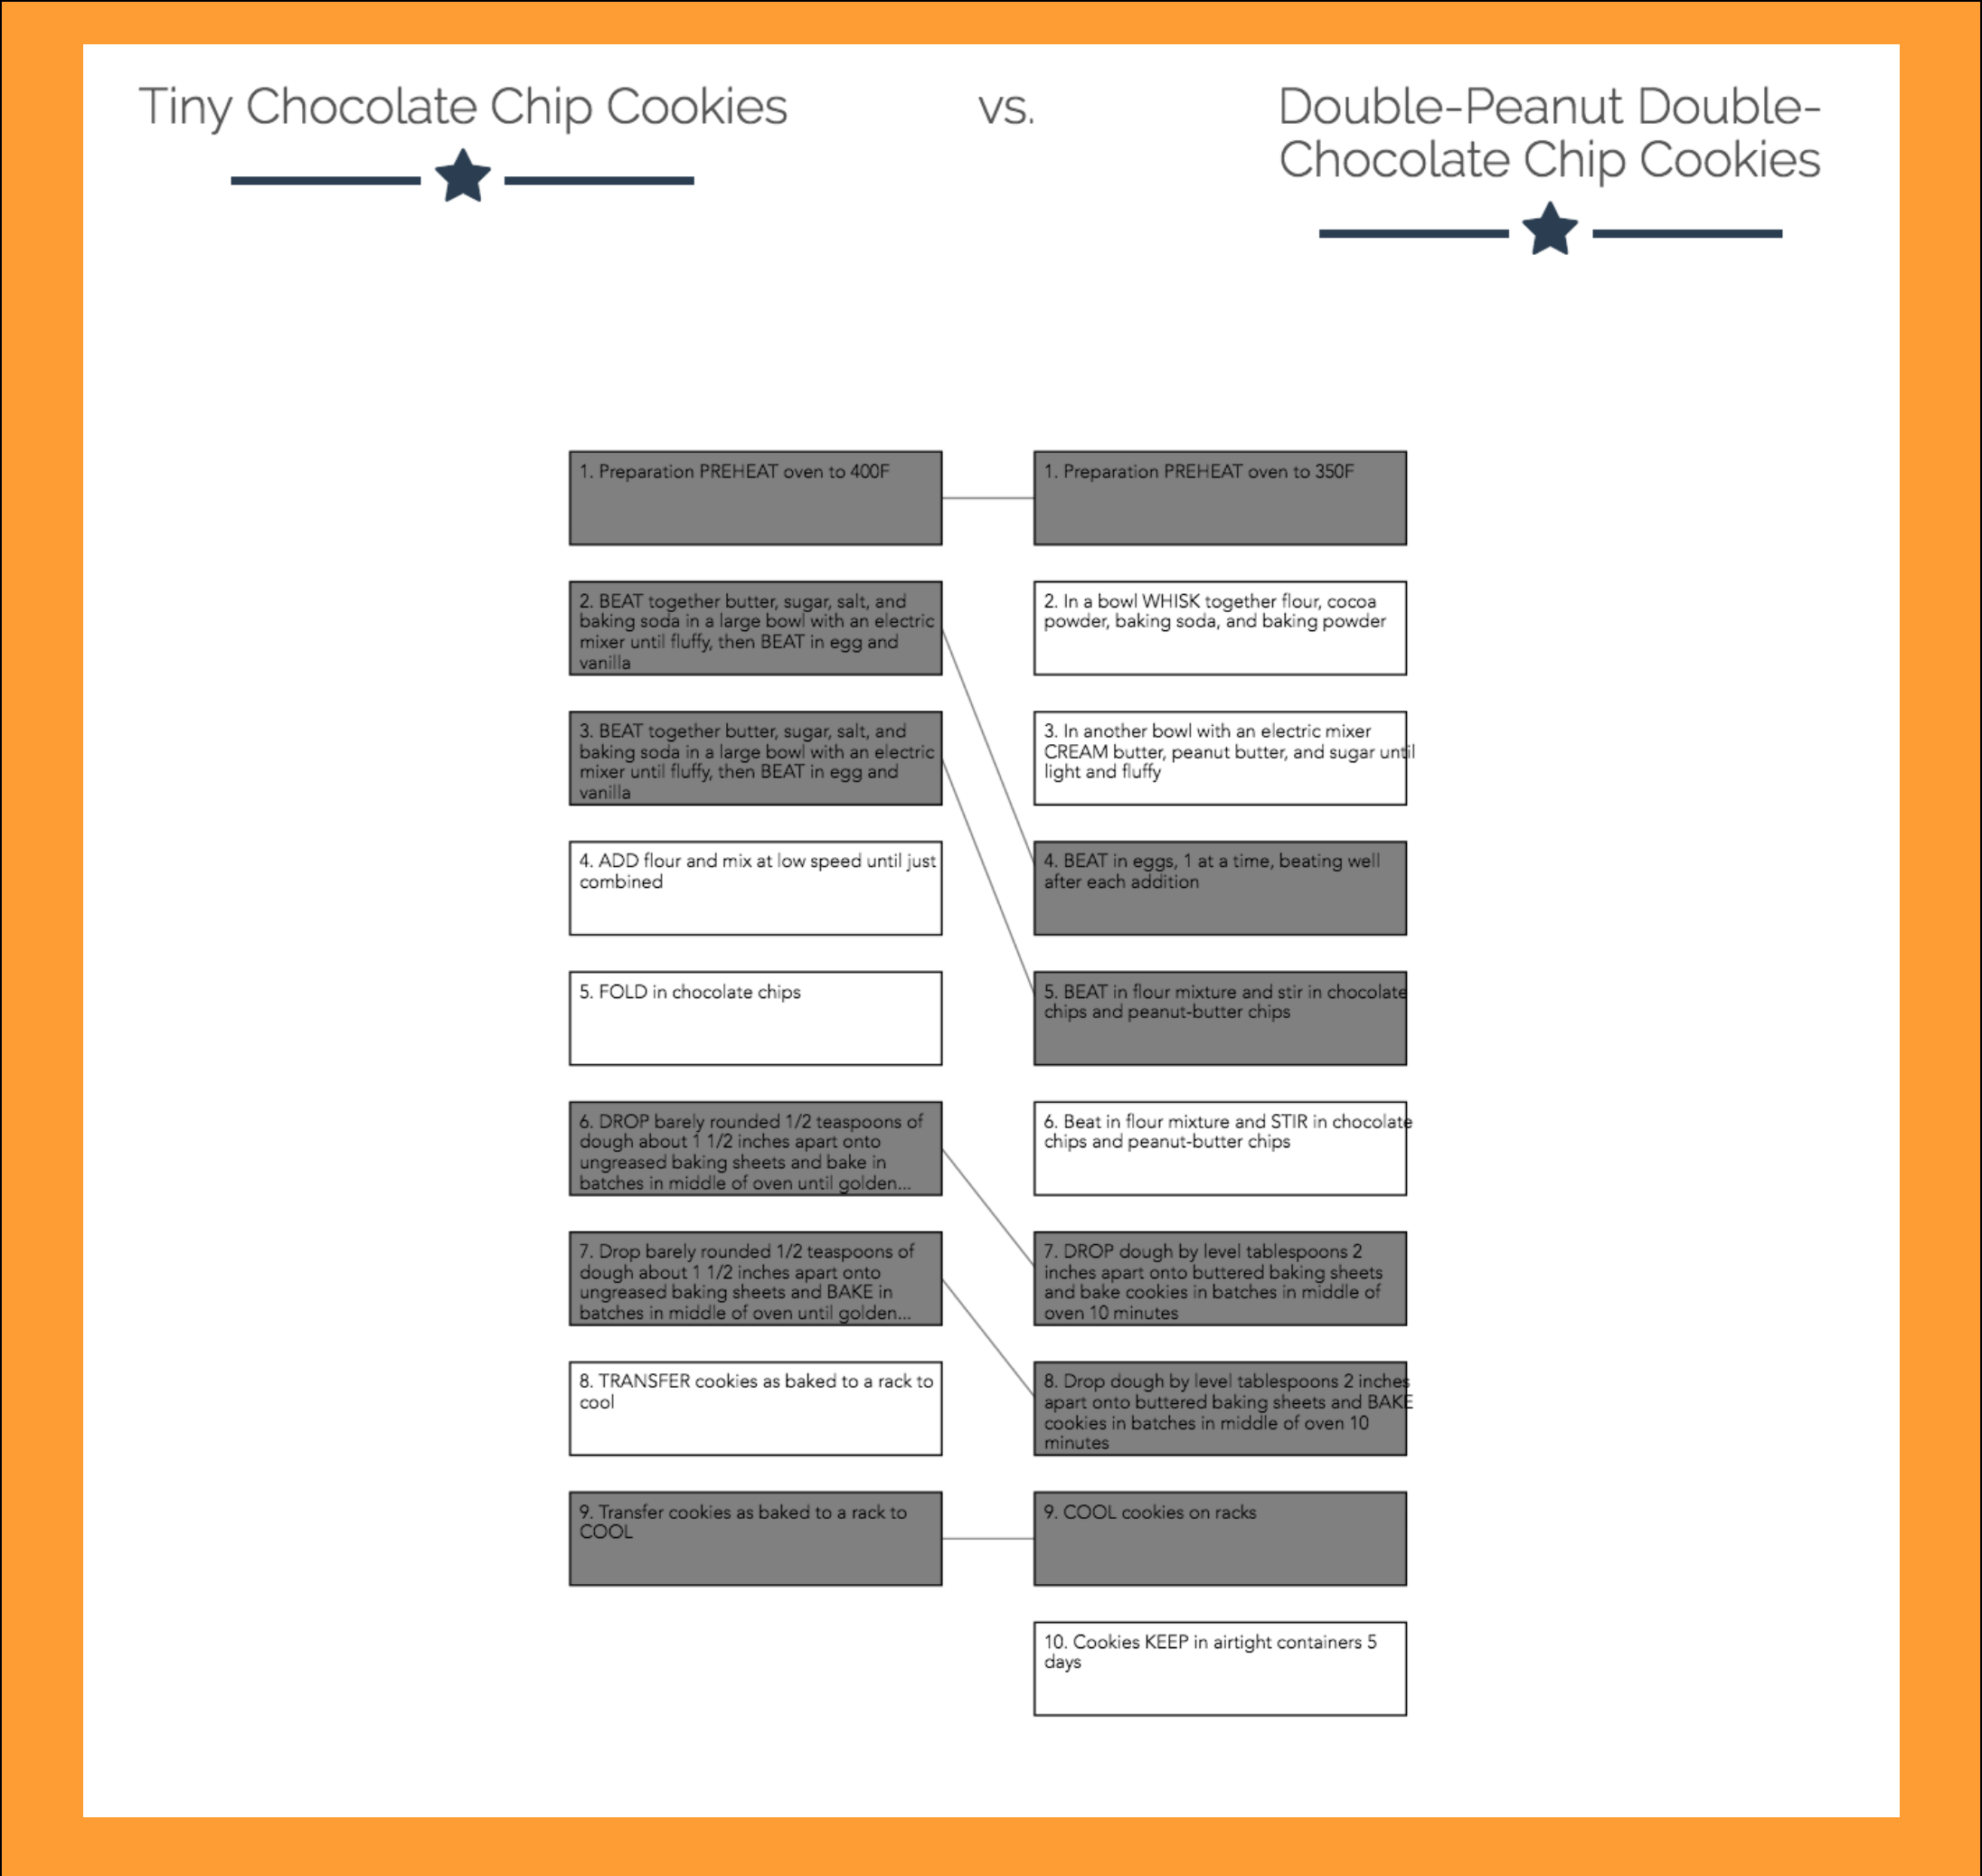 Tiny Chocolate Chip Cookies
vs.
Double-Peanut Double-
Chocolate Chip Cookies
1. Preparation PREHEAT oven to 400F
1. Preparation PREHEAT oven to 350F
2. BEAT together butter, sugar, salt, and
baking soda in a large bowl with an electric
mixer until fluffy, then BEAT in egg and
vanilla
2. In a bowl WHISK together flour, cocoa
powder, baking soda, and baking powder
3. BEAT together butter, sugar, salt, and
baking soda in a large bowl with an electric
mixer until fluffy, then BEAT in egg and
vanilla
3. In another bowl with an electric mixer
CREAM butter, peanut butter, and sugar until
light and fluffy
4. ADD flour and mix at low speed until just
combined
4. BEAT in eggs, 1 at a time, beating well
after each addition
5. FOLD in chocolate chips
5. BEAT in flour mixture and stir in chocolate
chips and peanut-butter chips
6. DROP barely rounded 1/2 teaspoons of
dough about 1 1/2 inches apart onto
ungreased baking sheets and bake in
batches in middle of oven until golden...
6. Beat in flour mixture and STIR in chocolate
chips and peanut-butter chips
7. Drop barely rounded 1/2 teaspoons of
dough about 1 1/2 inches apart onto
ungreased baking sheets and BAKE in
batches in middle of oven until golden...
7. DROP dough by level tablespoons 2
inches apart onto buttered baking sheets
and bake cookies in batches in middle of
oven 10 minutes
8. TRANSFER cookies as baked to a rack to
cool
8. Drop dough by level tablespoons 2 inches
apart onto buttered baking sheets and BAKE
cookies in batches in middle of oven 10
minutes
9. Transfer cookies as baked to a rack to
COOL
9. COOL cookies on racks
10. Cookies KEEP in airtight containers 5
days